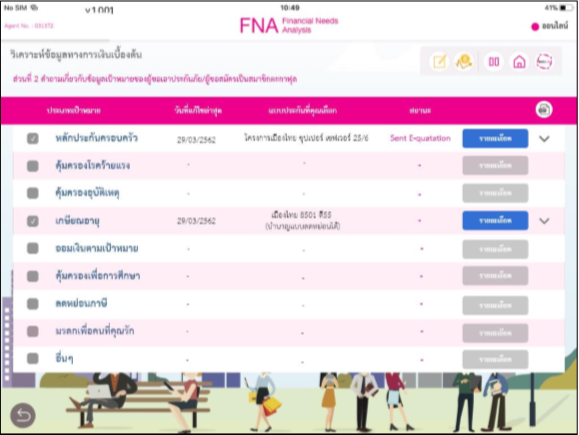 No SIM
10:49
41%
v 1.001
Agent No. : 031372
FNA Financial Needs Analysis
ออนไลน์
วิเคราะห์ข้อมูลทางการเงินเบื้องต้น
ส่วนที่ 2 คำถามเกี่ยวกับข้อมูลเป้าหมายของผู้ขอเอาประกันภัย/ผู้ขอสมัครเป็นสมาชิกตะกาฟุล
ประเภทเป้าหมาย วันที่แก้ไขล่าสุด แบบประกันที่คุณเลือก สถานะ
หลักประกันครอบครัว 29/03/2562 โครงการเมืองไทย ซุปเปอร์ เซฟเวอร์ 25/6 Sent Exquatation รายละเอียด
คุ้มครองโรคร้ายแรง - - - รายละเอียด
คุ้มครองอุบัติเหตุ - - - รายละเอียด
เกษียณอายุ 29/03/2562 เมืองไทย 8501 ดี55 - รายละเอียด
(บำนาญแบบลดหย่อนได้)
ออมเงินตามเป้าหมาย - - - รายละเอียด
คุ้มครองเพื่อการศึกษา - - - รายละเอียด
ลดหย่อนภาษี - - - รายละเอียด
มรดกเพื่อคนที่คุณรัก - - - รายละเอียด
อื่นๆ - - - รายละเอียด